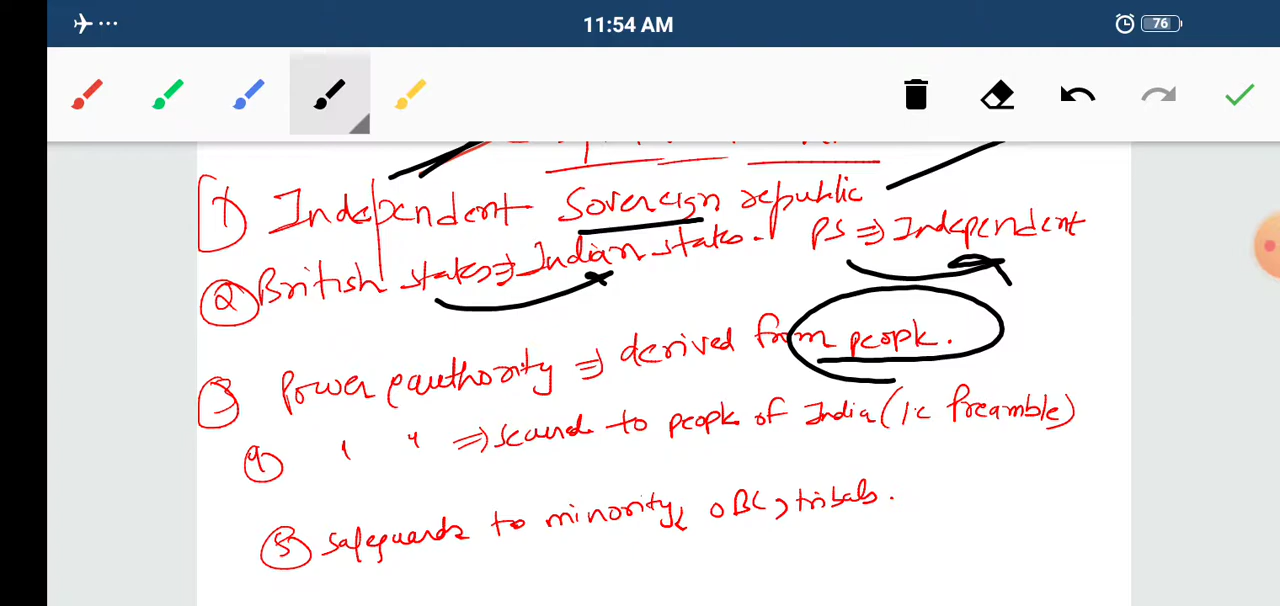 11:54 AM
76
1) Independent Sovereign republic
2) British states ⇒ Indian states. PS ⇒ Independent
3) Power & authority ⇒ derived from people.
4) " " ⇒ secured to people of India (ie Preamble)
5) safeguards to minority, OBC, tribals.